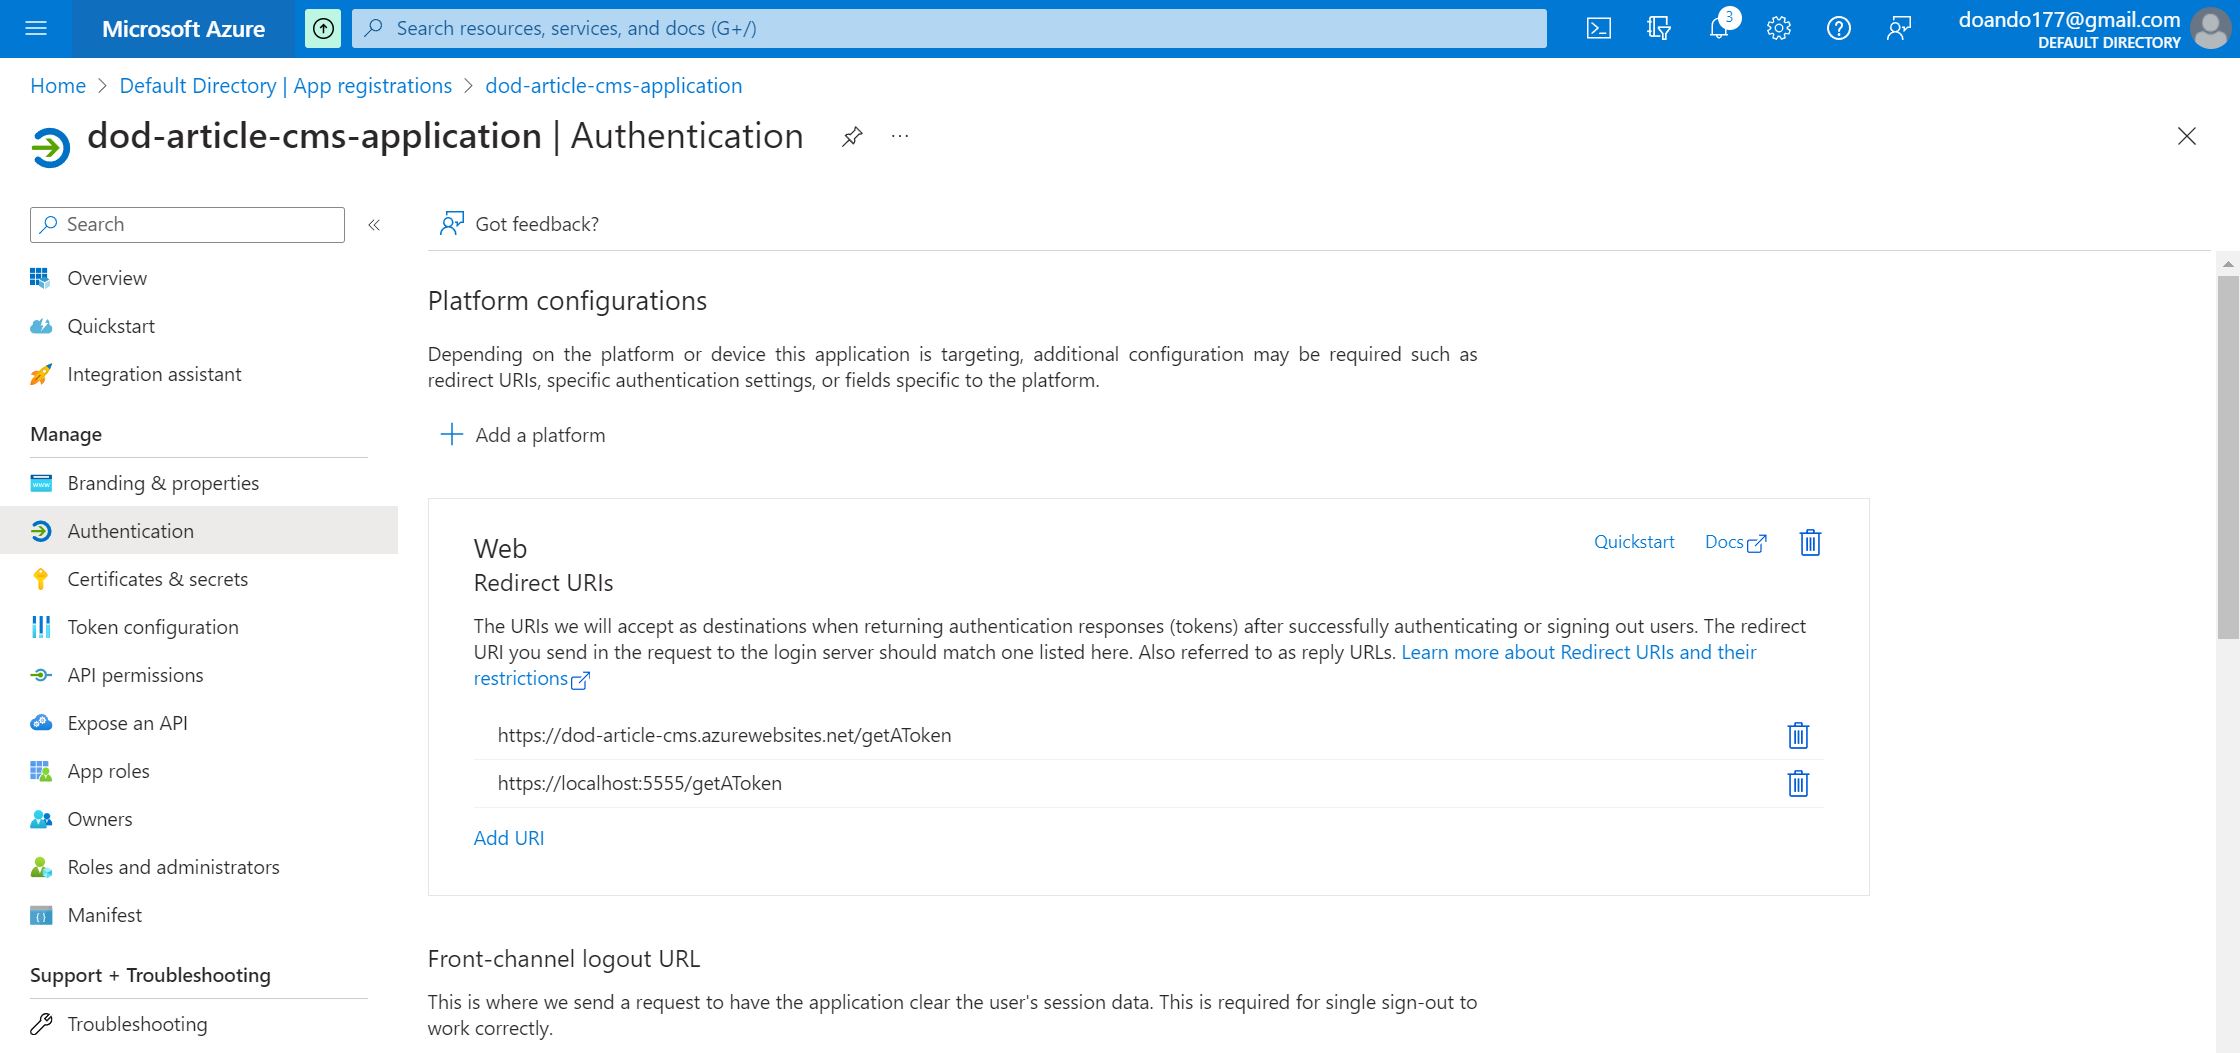 Microsoft Azure
Search resources, services, and docs (G+/)
3
doando177@gmail.com
DEFAULT DIRECTORY
Home > Default Directory | App registrations > dod-article-cms-application
dod-article-cms-application | Authentication
Search
«
Got feedback?
Overview
Quickstart
Integration assistant
Manage
Branding & properties
Authentication
Certificates & secrets
Token configuration
API permissions
Expose an API
App roles
Owners
Roles and administrators
Manifest
Support + Troubleshooting
Troubleshooting
Platform configurations
Depending on the platform or device this application is targeting, additional configuration may be required such as
redirect URIs, specific authentication settings, or fields specific to the platform.
Add a platform
Web
Quickstart
Docs
Redirect URIs
The URIs we will accept as destinations when returning authentication responses (tokens) after successfully authenticating or signing out users. The redirect
URI you send in the request to the login server should match one listed here. Also referred to as reply URLs. Learn more about Redirect URIs and their
restrictions
https://dod-article-cms.azurewebsites.net/getAToken
https://localhost:5555/getAToken
Add URI
Front-channel logout URL
This is where we send a request to have the application clear the user's session data. This is required for single sign-out to
work correctly.